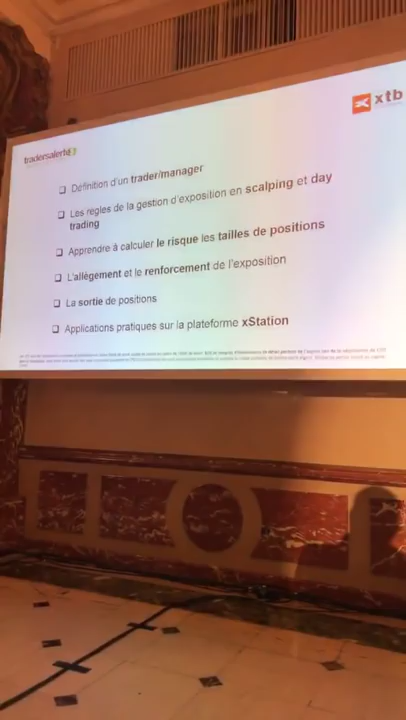 xtb
tradersalerte
Définition d'un trader/manager
Les règles de la gestion d'exposition en scalping et day
trading
Apprendre à calculer le risque les tailles de positions
L'allègement et le renforcement de l'exposition
La sortie de positions
Applications pratiques sur la plateforme xStation